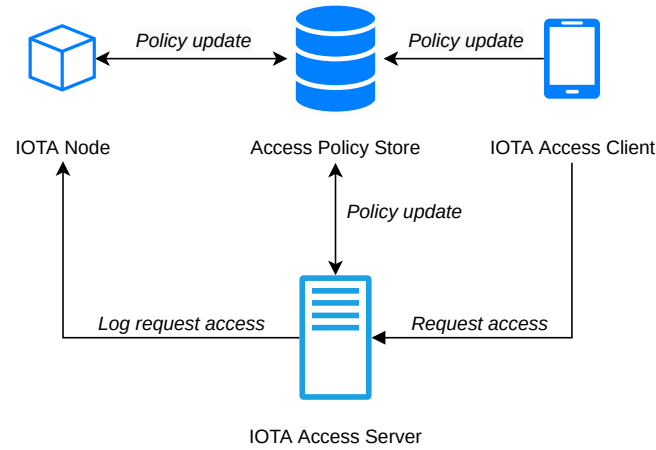 Policy update
Policy update
IOTA Node
Access Policy Store
IOTA Access Client
Policy update
Log request access
Request access
IOTA Access Server